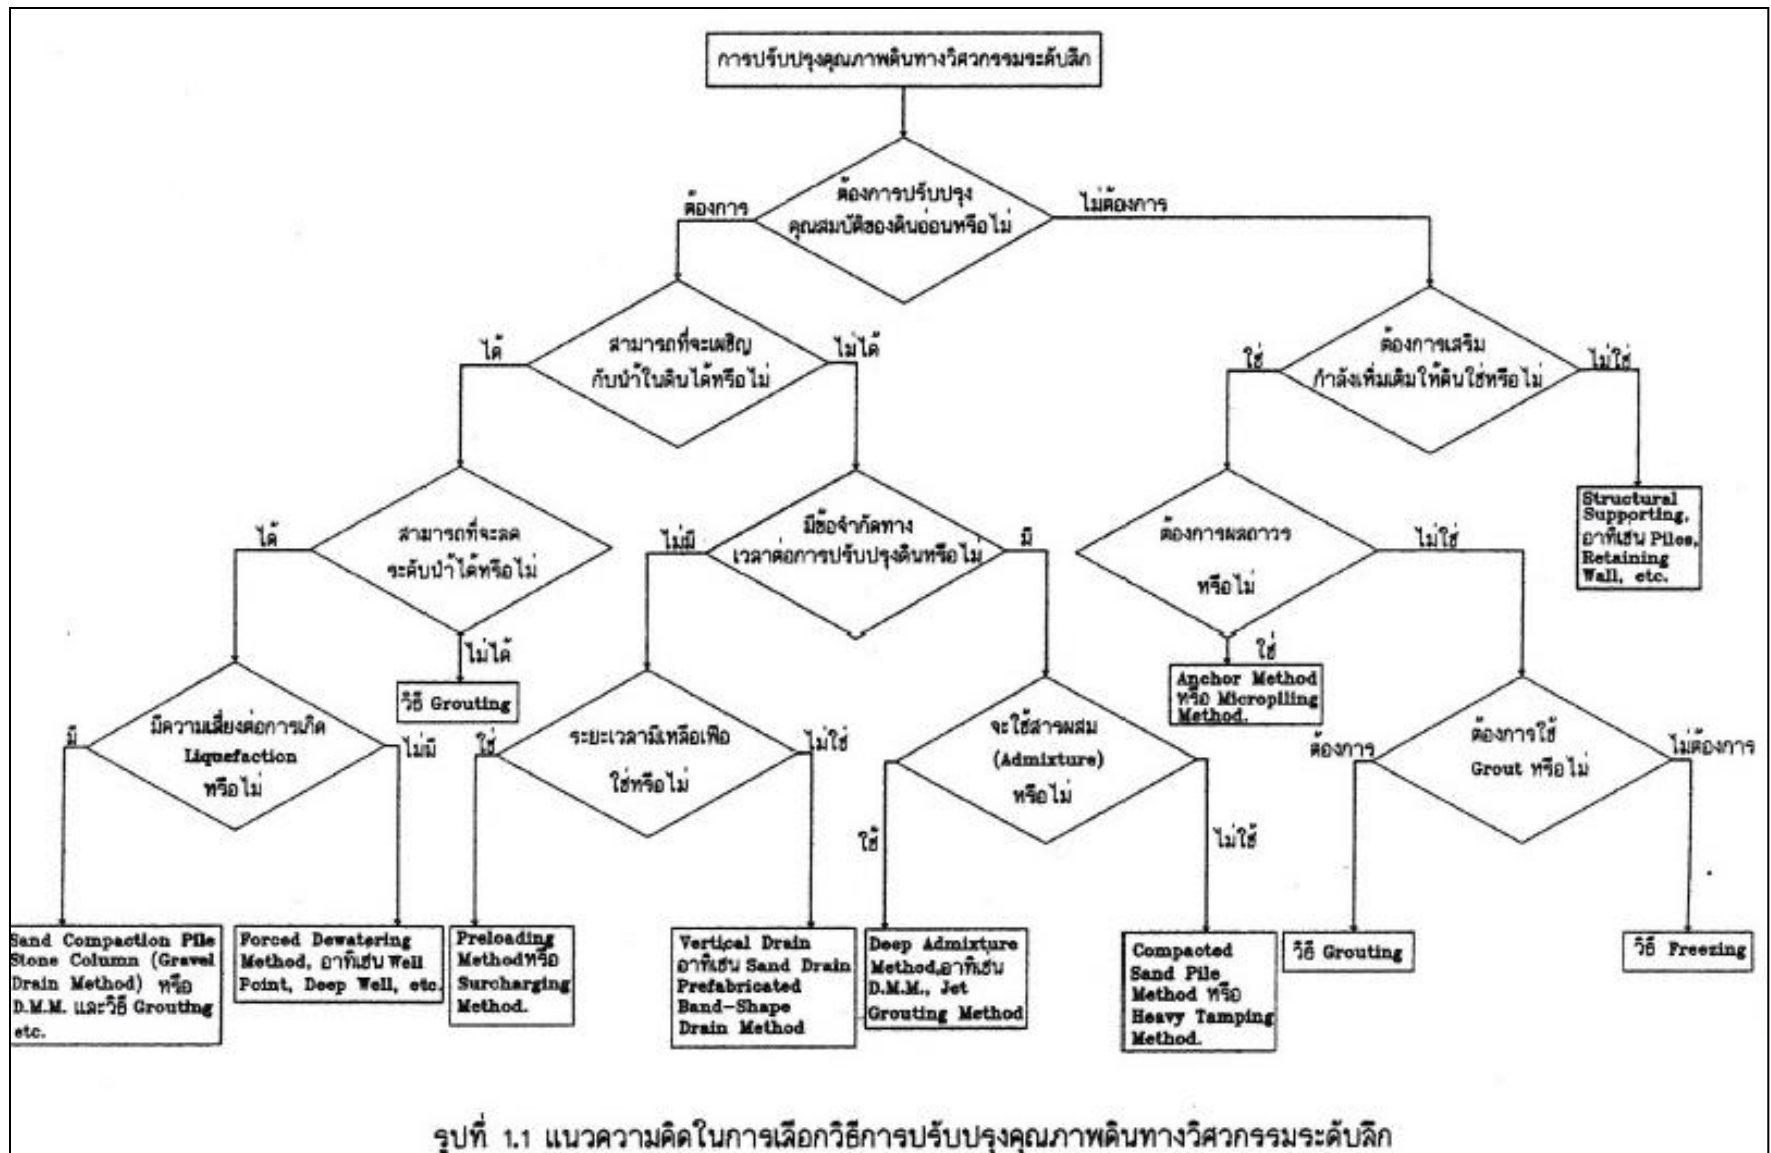 การปรับปรุงคุณภาพดินทางวิศวกรรมระดับลึก
ต้องการปรับปรุง
คุณสมบัติของดินอ่อนหรือไม่
ต้องการ
ไม่ต้องการ
สามารถที่จะเผชิญ
กับน้ำในดินได้หรือไม่
ได้
ไม่ได้
ต้องการเสริม
กำลังเพิ่มเติมให้ดินใช่หรือไม่
ใช่
ไม่ใช่
สามารถที่จะลด
ระดับน้ำได้หรือไม่
ได้
ไม่ได้
มีข้อจำกัดทาง
เวลาต่อการปรับปรุงดินหรือไม่
ไม่มี
มี
ต้องการผลถาวร
หรือไม่
ไม่ใช่
ใช่
Structural
Supporting,
อาทิเช่น Piles,
Retaining
Wall, etc.
วิธี Grouting
Anchor Method
หรือ Micropiling
Method.
มีความเสี่ยงต่อการเกิด
Liquefaction
หรือไม่
มี
ไม่มี
ระยะเวลามีเหลือเฟือ
ใช่หรือไม่
ใช่
ไม่ใช่
จะใช้สารผสม
(Admixture)
หรือไม่
ใช้
ไม่ใช้
ต้องการใช้
Grout หรือไม่
ต้องการ
ไม่ต้องการ
Sand Compaction Pile
Stone Column (Gravel
Drain Method) หรือ
D.M.M. และวิธี Grouting
etc.
Forced Dewatering
Method, อาทิเช่น Well
Point, Deep Well, etc.
Preloading
Methodหรือ
Surcharging
Method.
Vertical Drain
อาทิเช่น Sand Drain
Prefabricated
Band-Shape
Drain Method
Deep Admixture
Method,อาทิเช่น
D.M.M., Jet
Grouting Method
Compacted
Sand Pile
Method หรือ
Heavy Tamping
Method.
วิธี Grouting
วิธี Freezing
รูปที่ 1.1 แนวความคิดในการเลือกวิธีการปรับปรุงคุณภาพดินทางวิศวกรรมระดับลึก